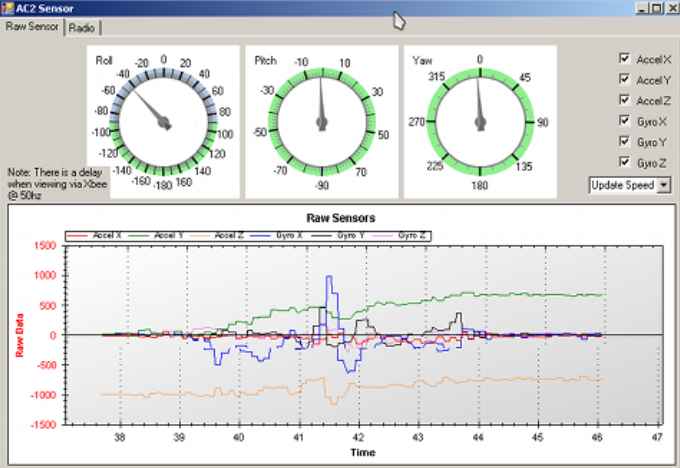 AC2 Sensor
Raw Sensor Radio
Roll
-40 -20 0 20 40
-60 60
-80 80
-100 100
-120 120
-140 140
-160 180 160
Pitch
-10 10
-30 30
-50 50
-70 70
-90
Yaw
0
315 45
270 90
225 135
180
Accel X
Accel Y
Accel Z
Gyro X
Gyro Y
Gyro Z
Note: There is a delay
when viewing via Xbee
@ 50hz
Update Speed
Raw Sensors
Accel X Accel Y Accel Z Gyro X Gyro Y Gyro Z
Raw Data
1500
1000
500
0
-500
-1000
-1500
38 39 40 41 42 43 44 45 46 47
Time